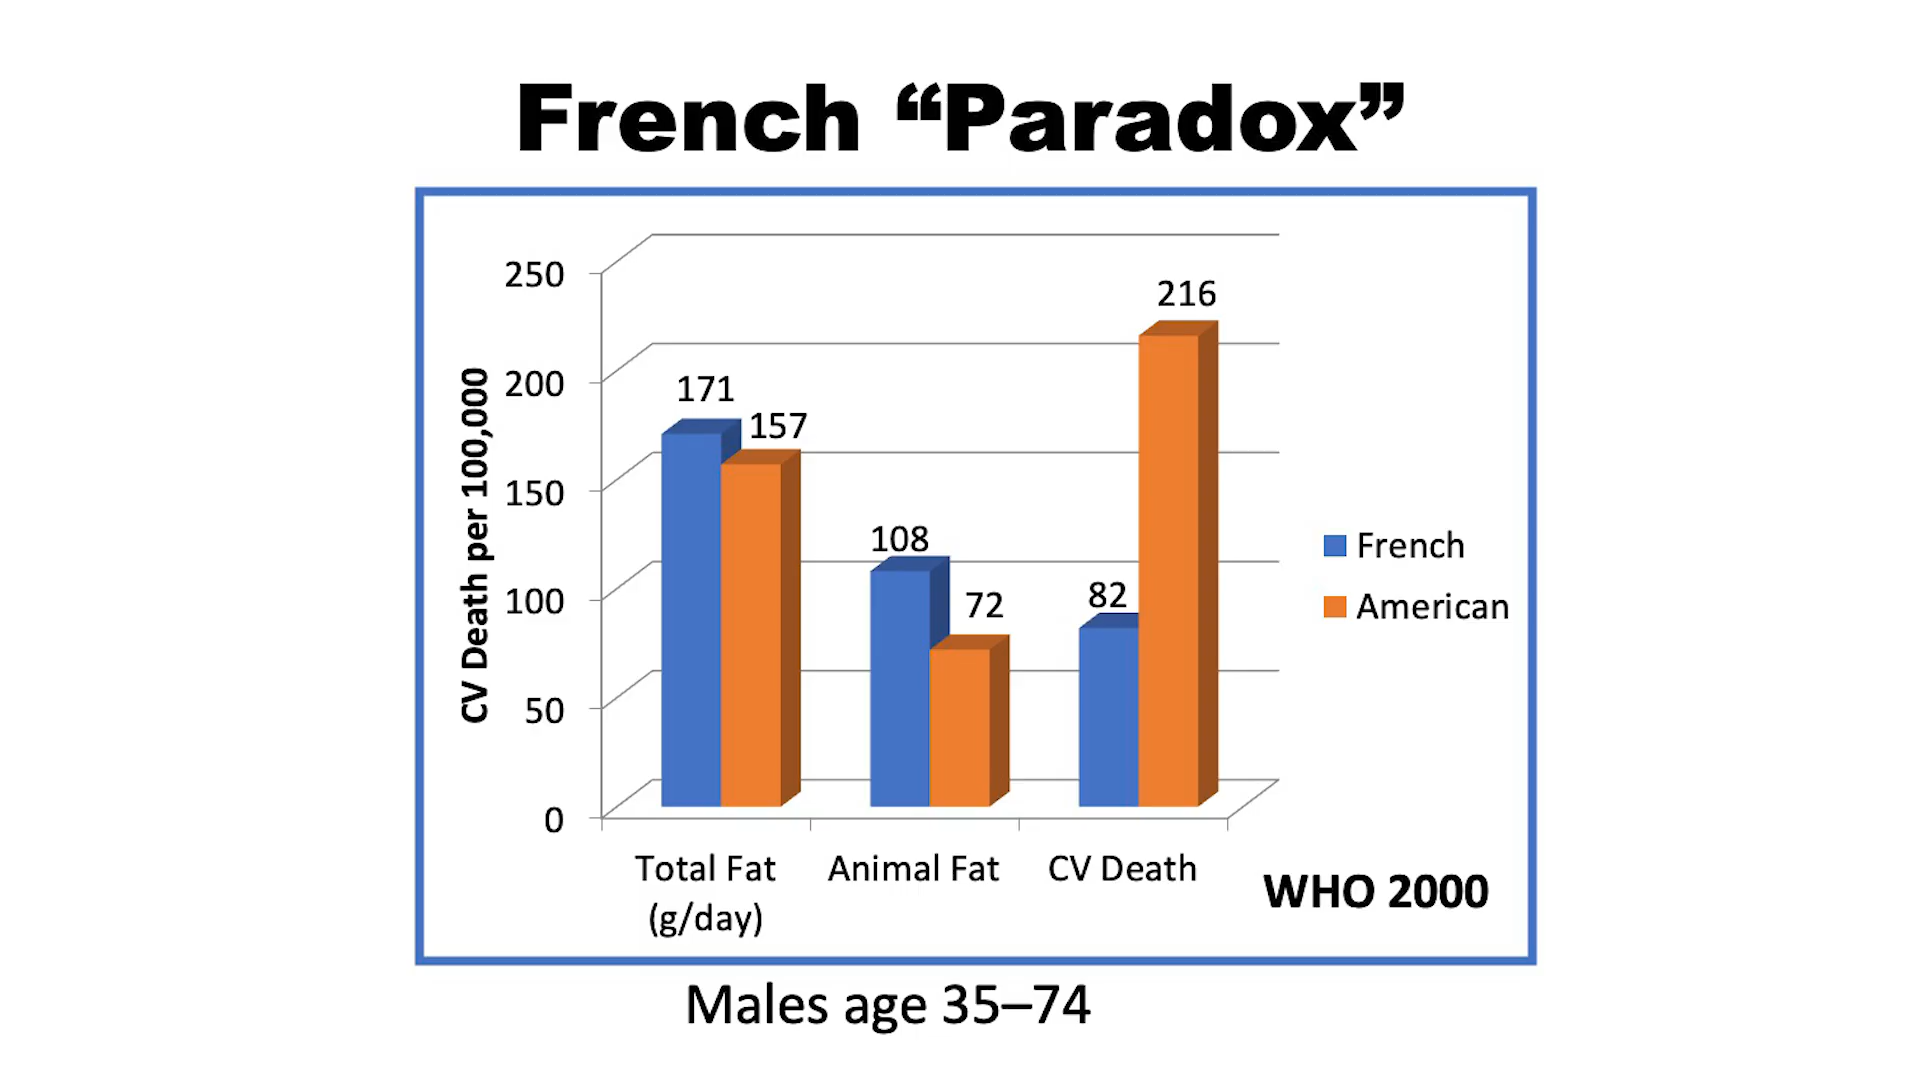 French “Paradox”
CV Death per 100,000
250
200
150
100
50
0
171
157
108
72
82
216
Total Fat
(g/day)
Animal Fat
CV Death
French
American
WHO 2000
Males age 35–74